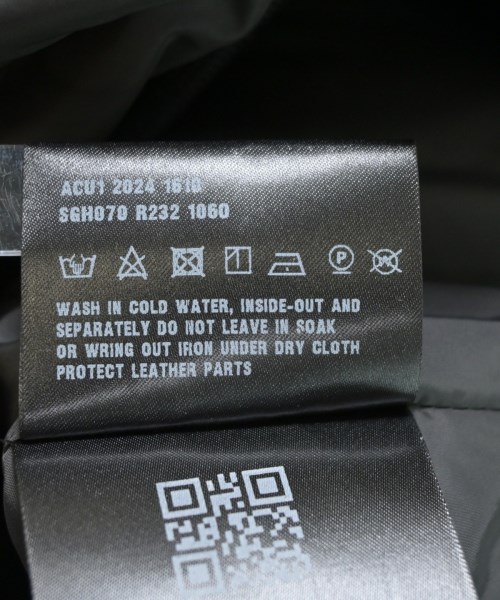 ACU1 2024 1610
SGH070 R232 1060
P
WASH IN COLD WATER, INSIDE-OUT AND
SEPARATELY DO NOT LEAVE IN SOAK
OR WRING OUT IRON UNDER DRY CLOTH
PROTECT LEATHER PARTS